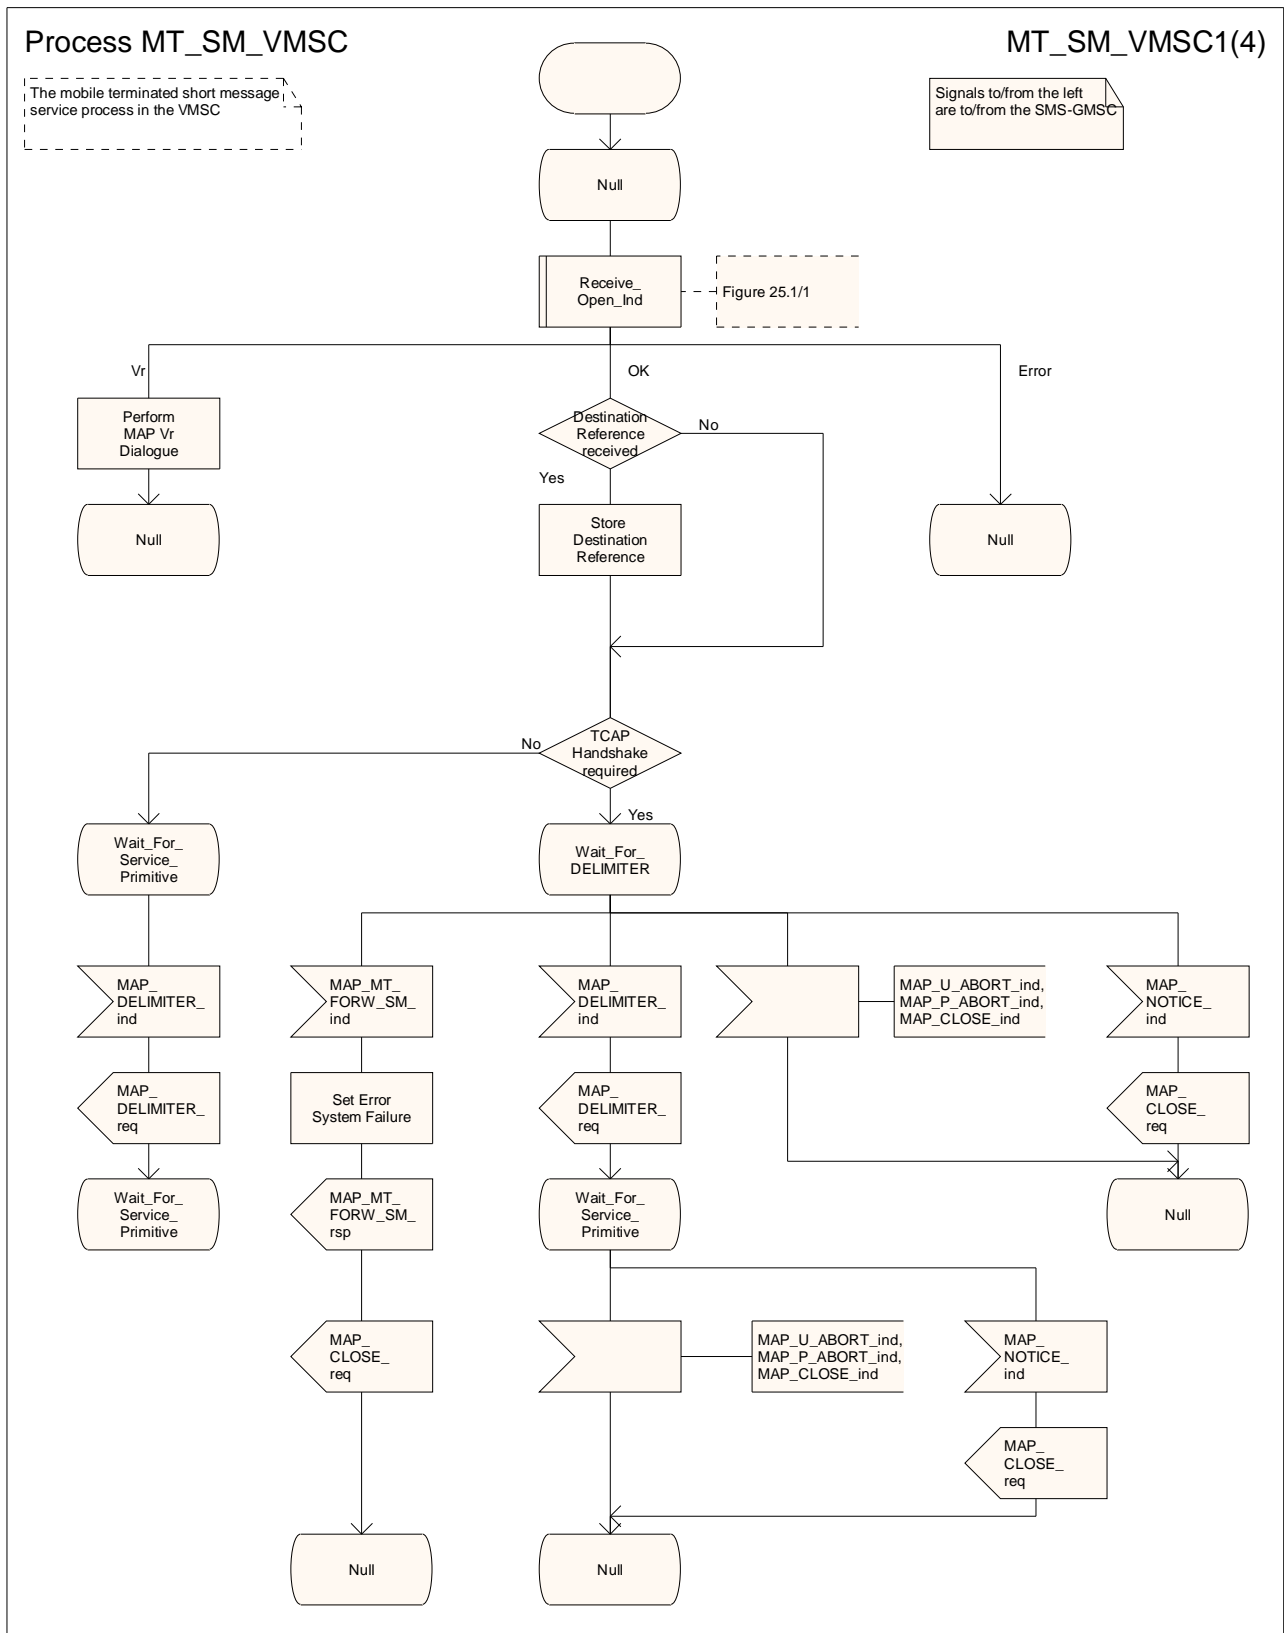 Process MT_SM_VMSC
MT_SM_VMSC1(4)
The mobile terminated short message
service process in the VMSC
Signals to/from the left
are to/from the SMS-GMSC
Null
Receive_
Open_Ind
Figure 25.1/1
Vr
OK
Error
Perform
MAP Vr
Dialogue
Destination
Reference
received
No
Yes
Null
Store
Destination
Reference
Null
TCAP
Handshake
required
No
Yes
Wait_For_
Service_
Primitive
Wait_For_
DELIMITER
MAP_
DELIMITER_
ind
MAP_MT_
FORW_SM_
ind
MAP_
DELIMITER_
ind
MAP_U_ABORT_ind,
MAP_P_ABORT_ind,
MAP_CLOSE_ind
MAP_
NOTICE_
ind
MAP_
DELIMITER_
req
Set Error
System Failure
MAP_
DELIMITER_
req
MAP_
CLOSE_
req
Wait_For_
Service_
Primitive
MAP_MT_
FORW_SM_
rsp
Wait_For_
Service_
Primitive
Null
MAP_
CLOSE_
req
MAP_U_ABORT_ind,
MAP_P_ABORT_ind,
MAP_CLOSE_ind
MAP_
NOTICE_
ind
MAP_
CLOSE_
req
Null
Null